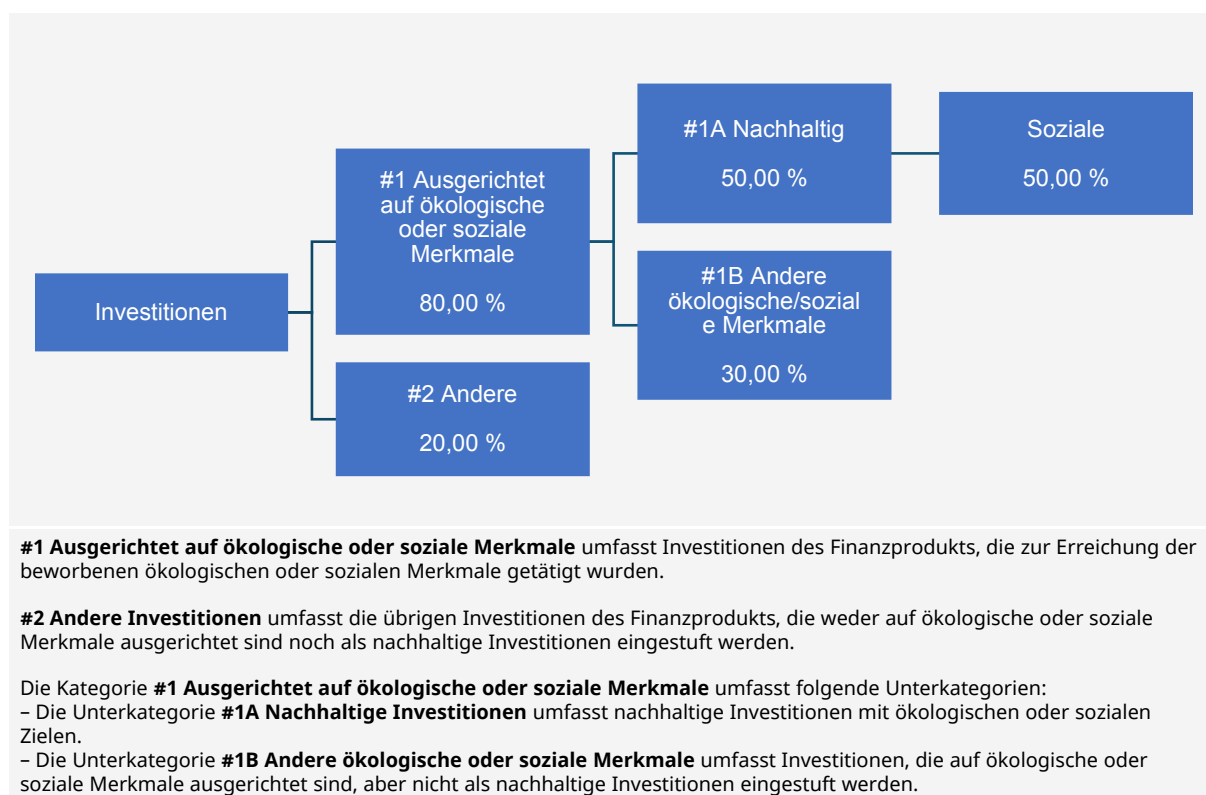 Investitionen
#1 Ausgerichtet
auf ökologische
oder soziale
Merkmale
80,00 %
#2 Andere
20,00 %
#1A Nachhaltig
50,00 %
#1B Andere
ökologische/sozial
e Merkmale
30,00 %
Soziale
50,00 %
#1 Ausgerichtet auf ökologische oder soziale Merkmale umfasst Investitionen des Finanzprodukts, die zur Erreichung der
beworbenen ökologischen oder sozialen Merkmale getätigt wurden.
#2 Andere Investitionen umfasst die übrigen Investitionen des Finanzprodukts, die weder auf ökologische oder soziale
Merkmale ausgerichtet sind noch als nachhaltige Investitionen eingestuft werden.
Die Kategorie #1 Ausgerichtet auf ökologische oder soziale Merkmale umfasst folgende Unterkategorien:
– Die Unterkategorie #1A Nachhaltige Investitionen umfasst nachhaltige Investitionen mit ökologischen oder sozialen
Zielen.
– Die Unterkategorie #1B Andere ökologische oder soziale Merkmale umfasst Investitionen, die auf ökologische oder
soziale Merkmale ausgerichtet sind, aber nicht als nachhaltige Investitionen eingestuft werden.